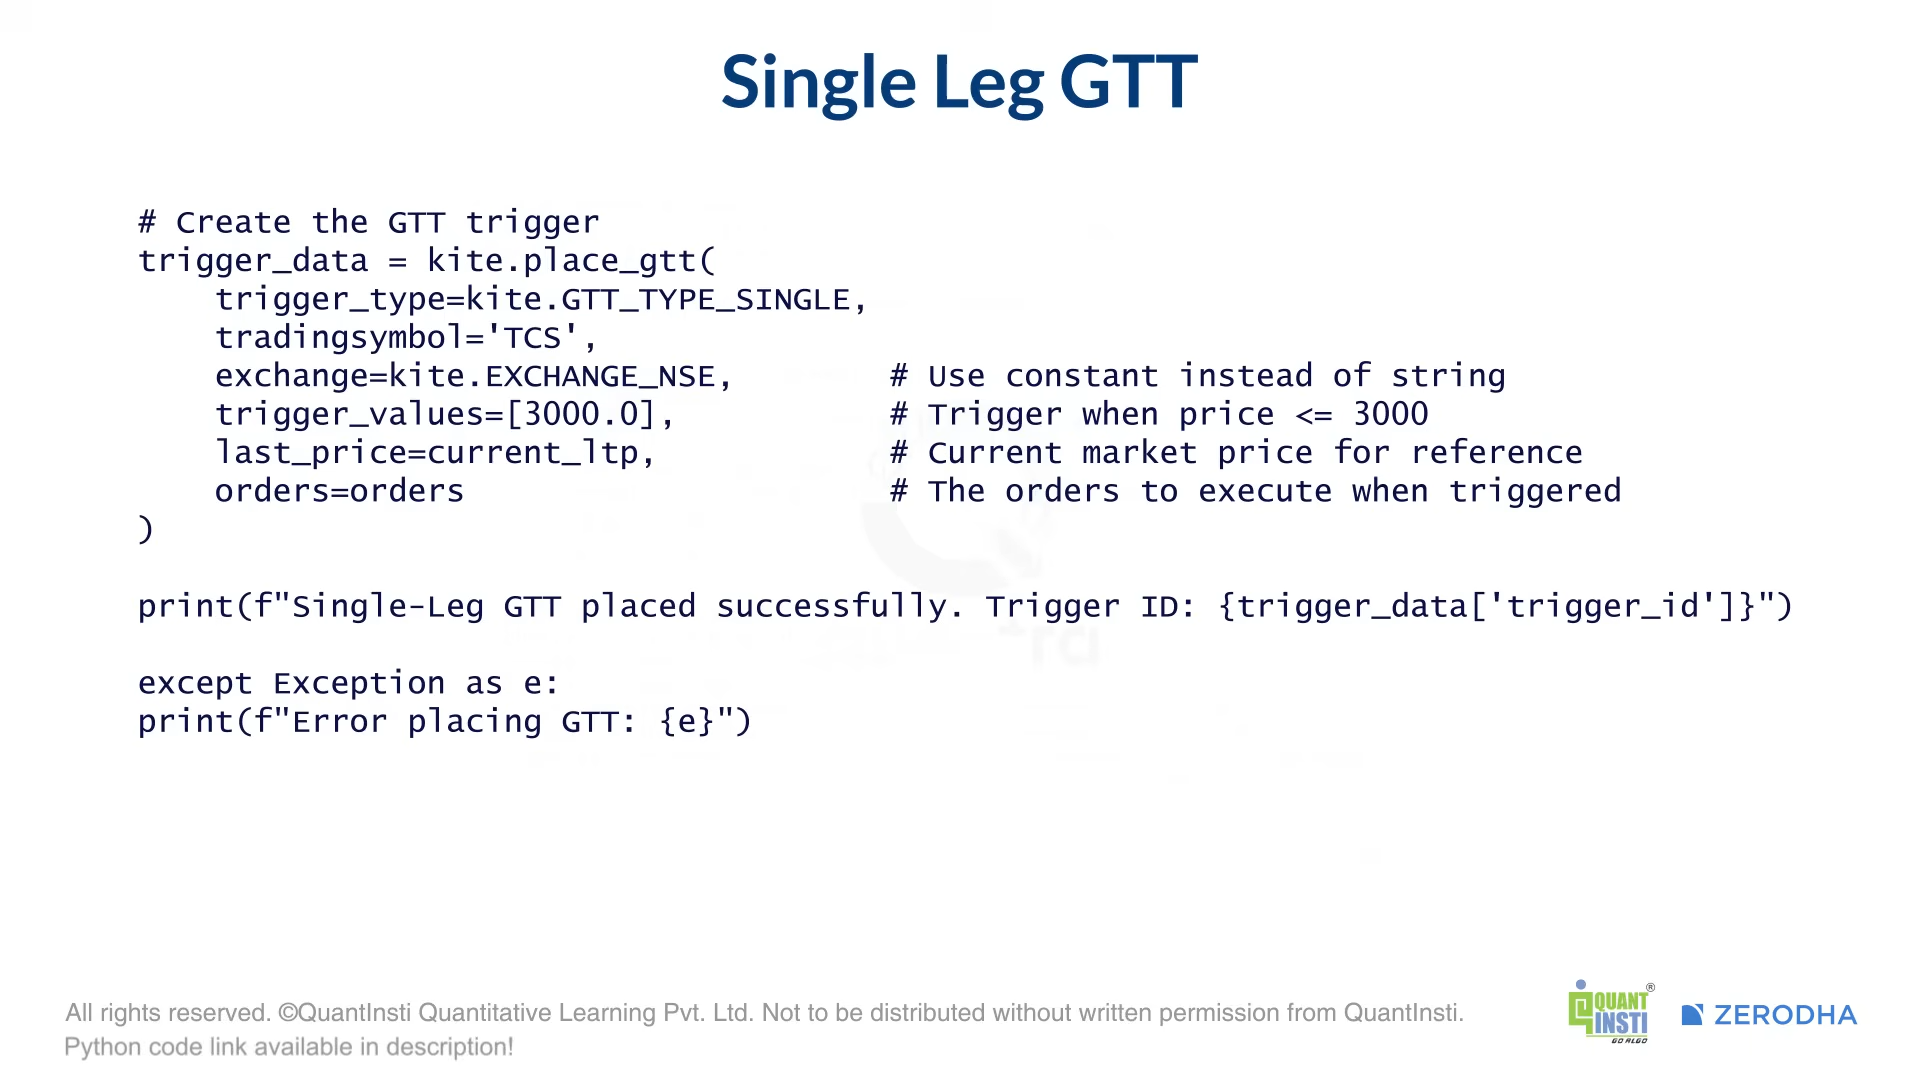 Single Leg GTT
# Create the GTT trigger
trigger_data = kite.place_gtt(
    trigger_type=kite.GTT_TYPE_SINGLE,
    tradingsymbol='TCS',
    exchange=kite.EXCHANGE_NSE,        # Use constant instead of string
    trigger_values=[3000.0],           # Trigger when price <= 3000
    last_price=current_ltp,            # Current market price for reference
    orders=orders                      # The orders to execute when triggered
)
print(f"Single-Leg GTT placed successfully. Trigger ID: {trigger_data['trigger_id']}")
except Exception as e:
print(f"Error placing GTT: {e}")
All rights reserved. ©QuantInsti Quantitative Learning Pvt. Ltd. Not to be distributed without written permission from QuantInsti.
Python code link available in description!
QUANT®
INSTI
GO ALGO
ZERODHA